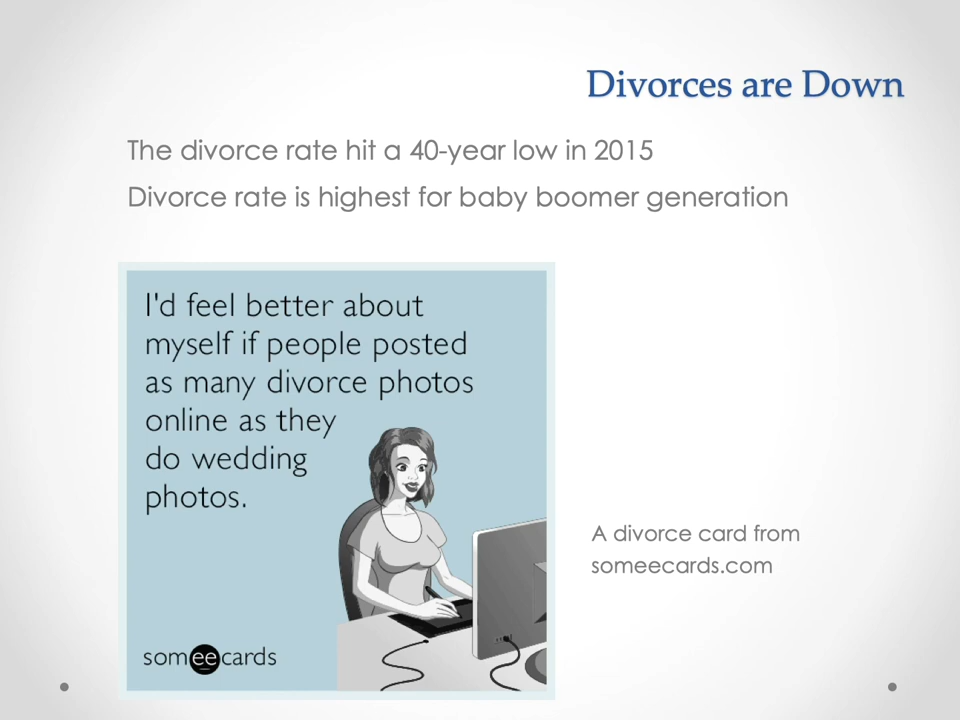 Divorces are Down
The divorce rate hit a 40-year low in 2015
Divorce rate is highest for baby boomer generation
I'd feel better about
myself if people posted
as many divorce photos
online as they
do wedding
photos.
someecards
A divorce card from
someecards.com